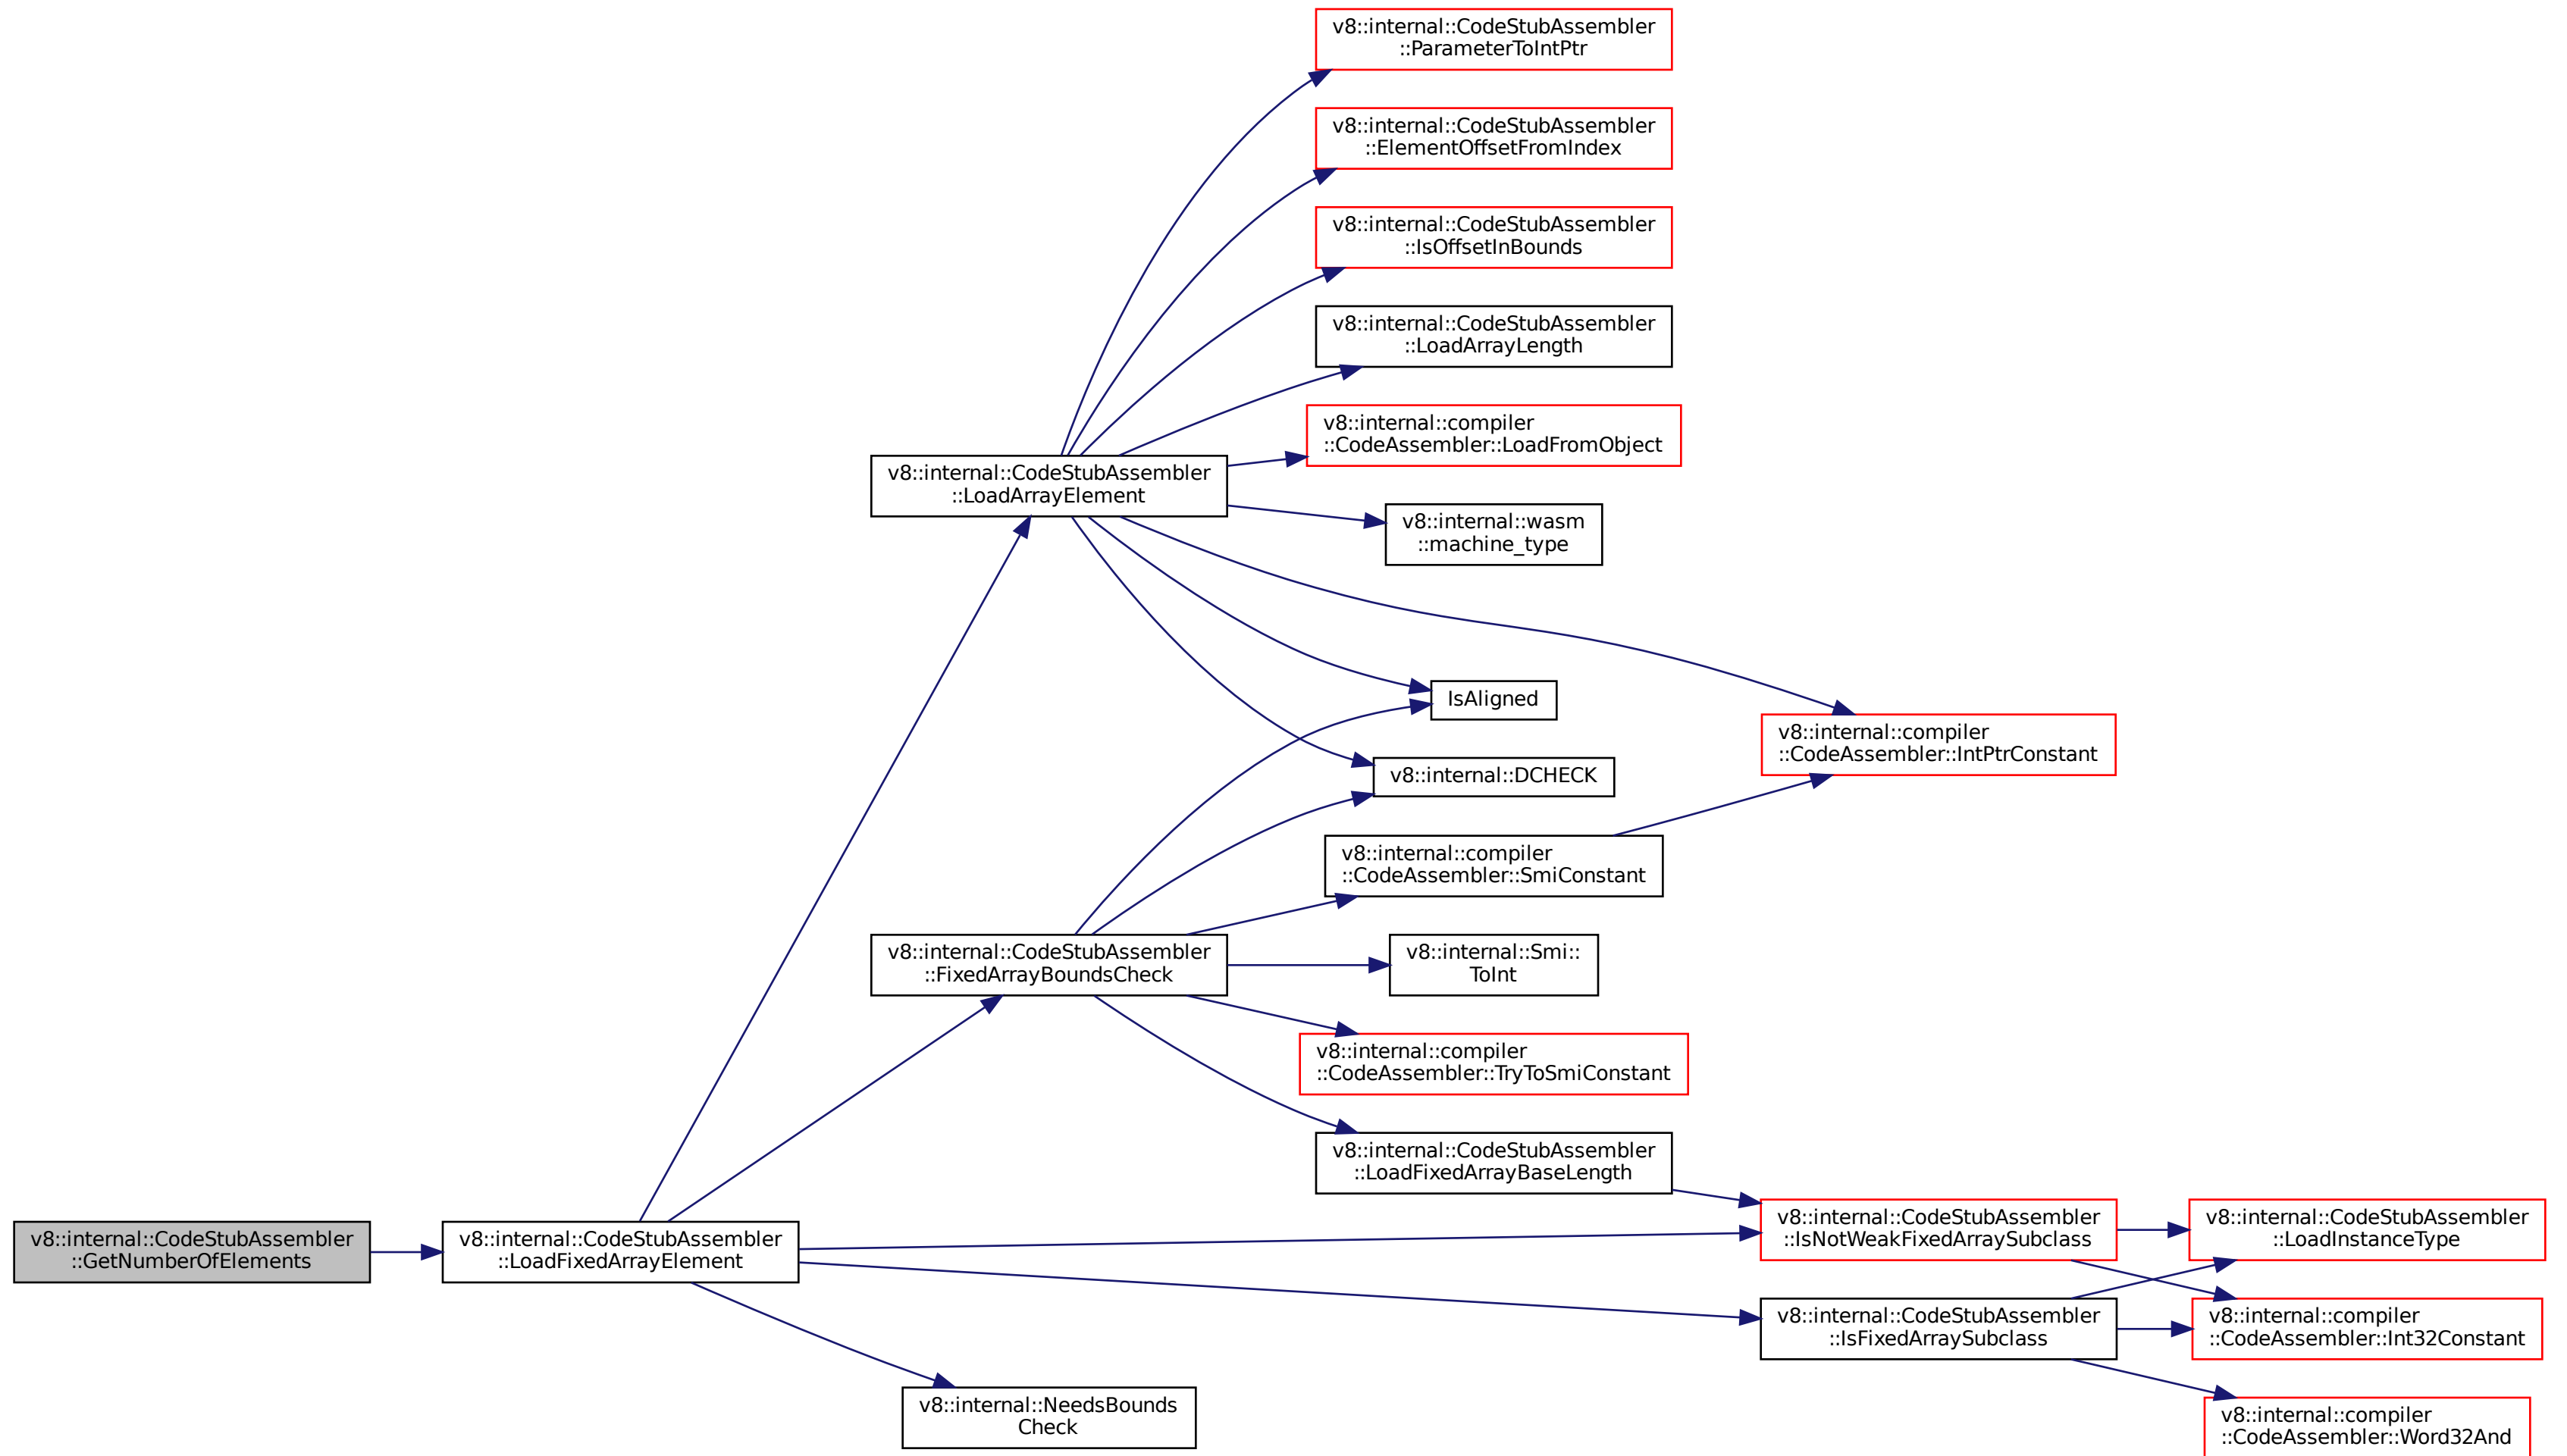 v8::internal::CodeStubAssembler
::ParameterToIntPtr
v8::internal::CodeStubAssembler
::ElementOffsetFromIndex
v8::internal::CodeStubAssembler
::IsOffsetInBounds
v8::internal::CodeStubAssembler
::LoadArrayLength
v8::internal::compiler
::CodeAssembler::LoadFromObject
v8::internal::CodeStubAssembler
::LoadArrayElement
v8::internal::wasm
::machine_type
IsAligned
v8::internal::compiler
::CodeAssembler::IntPtrConstant
v8::internal::DCHECK
v8::internal::compiler
::CodeAssembler::SmiConstant
v8::internal::CodeStubAssembler
::FixedArrayBoundsCheck
v8::internal::Smi::
ToInt
v8::internal::compiler
::CodeAssembler::TryToSmiConstant
v8::internal::CodeStubAssembler
::LoadFixedArrayBaseLength
v8::internal::CodeStubAssembler
::IsNotWeakFixedArraySubclass
v8::internal::CodeStubAssembler
::LoadInstanceType
v8::internal::CodeStubAssembler
::GetNumberOfElements
v8::internal::CodeStubAssembler
::LoadFixedArrayElement
v8::internal::CodeStubAssembler
::IsFixedArraySubclass
v8::internal::compiler
::CodeAssembler::Int32Constant
v8::internal::NeedsBounds
Check
v8::internal::compiler
::CodeAssembler::Word32And